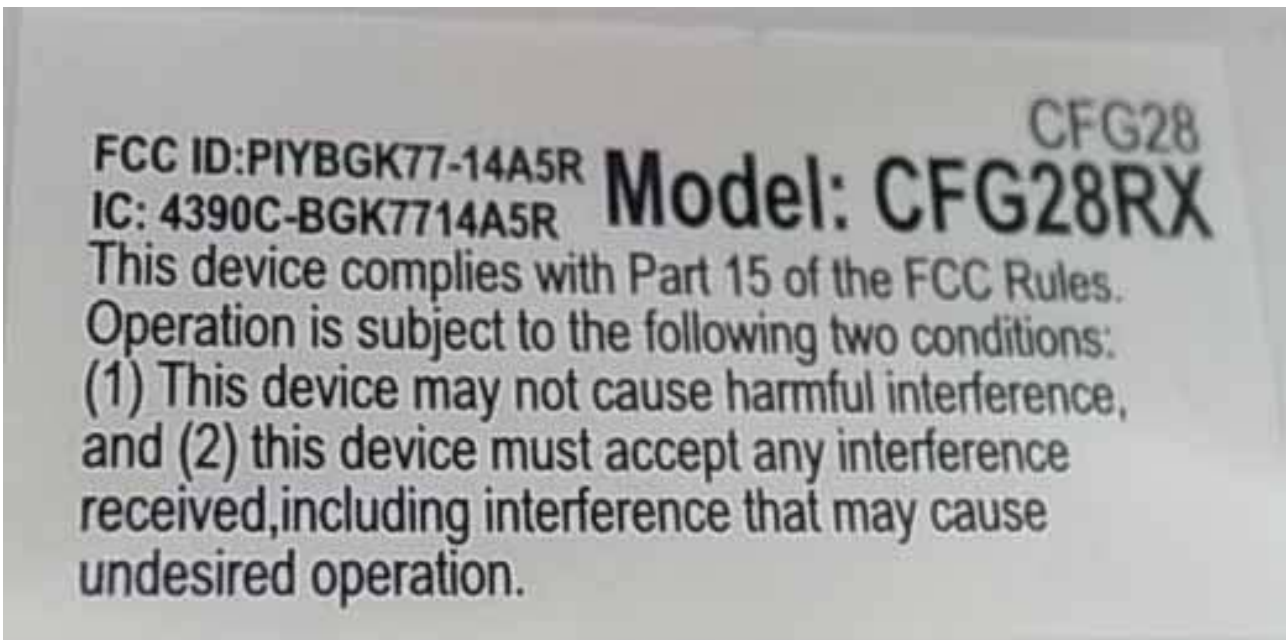 CFG28
FCC ID:PIYBGK77-14A5R
IC: 4390C-BGK7714A5R
Model: CFG28RX
This device complies with Part 15 of the FCC Rules.
Operation is subject to the following two conditions:
(1) This device may not cause harmful interference,
and (2) this device must accept any interference
received,including interference that may cause
undesired operation.